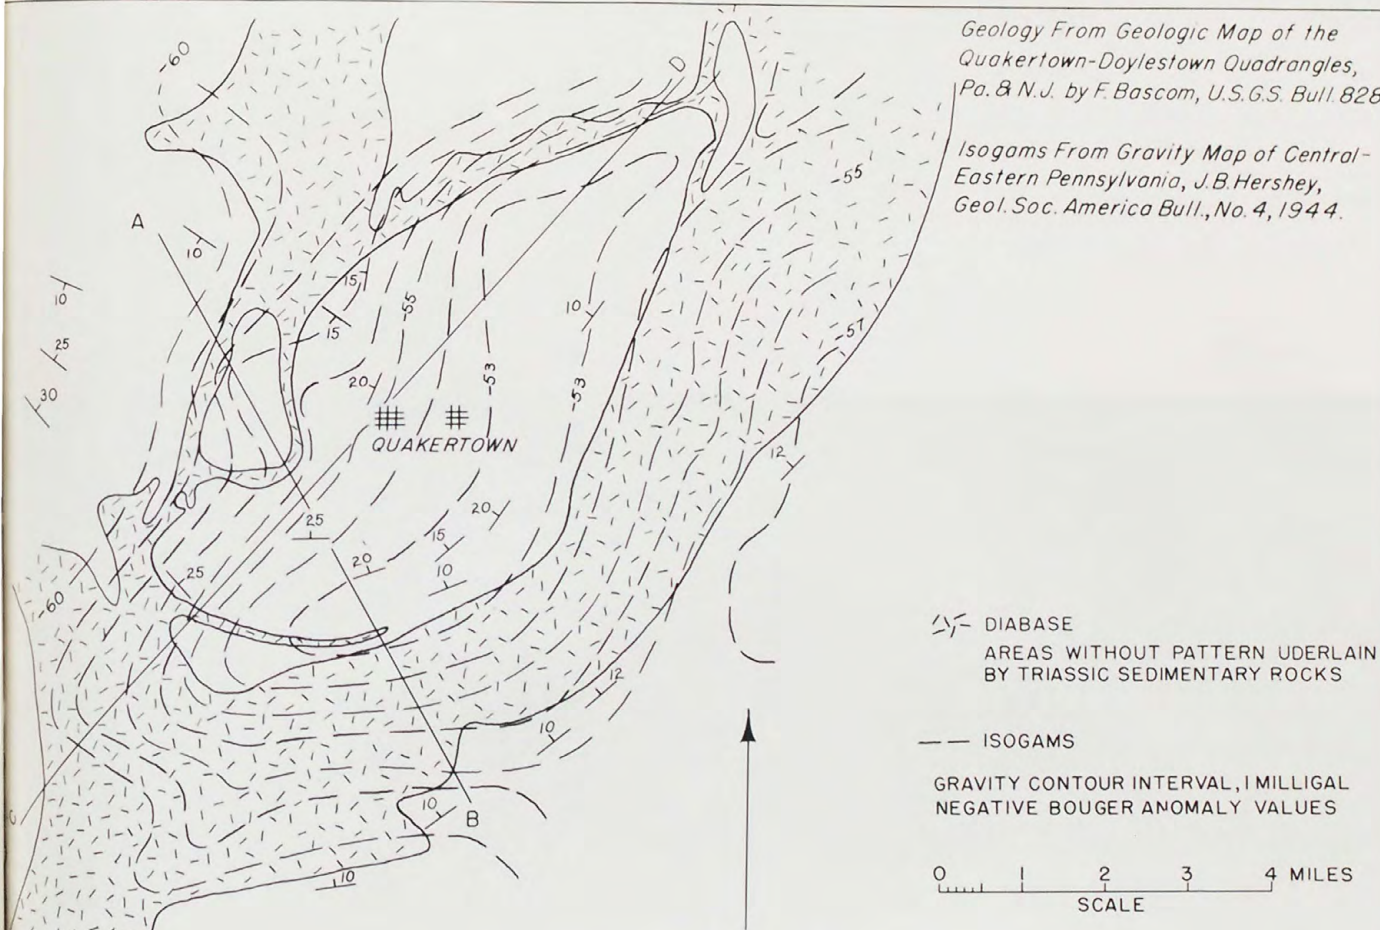 Geology From Geologic Map of the
Quakertown-Doylestown Quadrangles,
Pa. & N.J. by F. Bascom, U.S.G.S. Bull. 828
Isogams From Gravity Map of Central-
Eastern Pennsylvania, J.B. Hershey,
Geol. Soc. America Bull., No. 4, 1944.
-60
D
-55
A
10
10
15
-55
10
15
-57
25
20
-53
-53
30
QUAKERTOWN
12
20
25
15
20
10
25
-60
DIABASE
AREAS WITHOUT PATTERN UDERLAIN
BY TRIASSIC SEDIMENTARY ROCKS
12
10
ISOGAMS
GRAVITY CONTOUR INTERVAL, 1 MILLIGAL
NEGATIVE BOUGER ANOMALY VALUES
10
B
C
10
0 1 2 3 4 MILES
SCALE